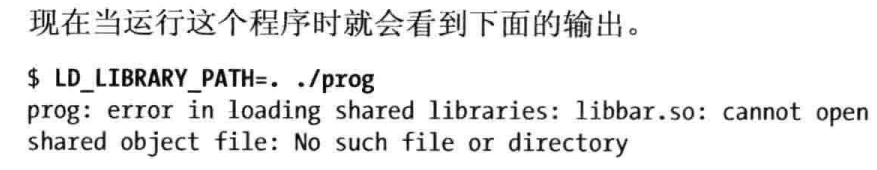 现在当运行这个程序时就会看到下面的输出。
$ LD_LIBRARY_PATH=. ./prog
prog: error in loading shared libraries: libbar.so: cannot open
shared object file: No such file or directory